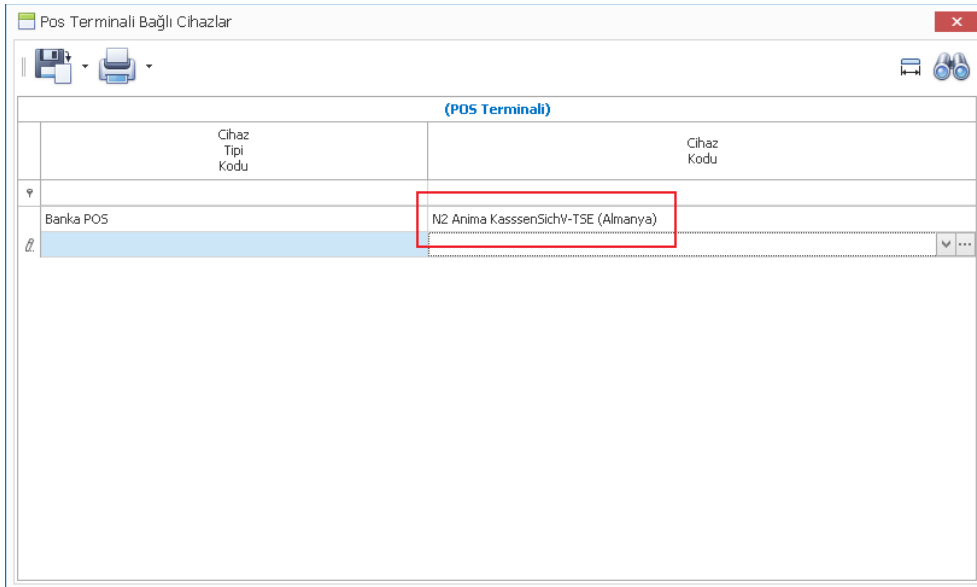 Pos Terminali Bağlı Cihazlar
(POS Terminali)
Cihaz
Tipi
Kodu
Cihaz
Kodu
Banka POS
N2 Anima KasssenSichV-TSE (Almanya)